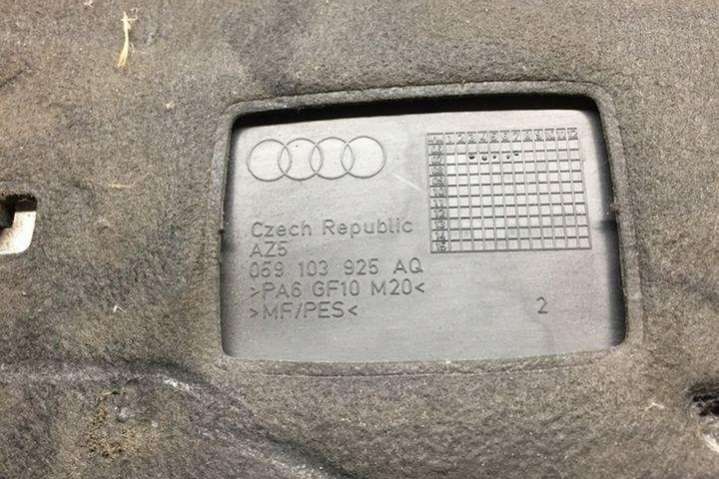 Czech Republic
AZ5
059 103 925 AQ
>PA6 GF10 M20<
>MF/PES<
2